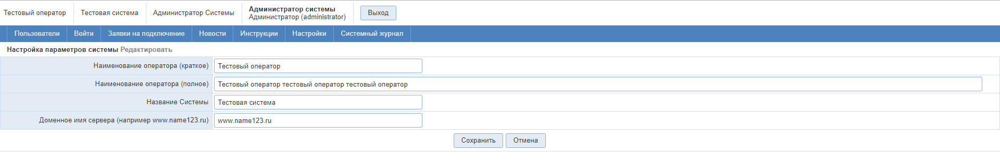 Тестовый оператор Тестовая система Администратор Системы Администратор системы Выход
Администратор (administrator)
Пользователи Войти Заявки на подключение Новости Инструкции Настройки Системный журнал
Настройка параметров системы Редактировать
Наименование оператора (краткое) Тестовый оператор
Наименование оператора (полное) Тестовый оператор тестовый оператор тестовый оператор
Название Системы Тестовая система
Доменное имя сервера (например www.name123.ru) www.name123.ru
Сохранить Отмена